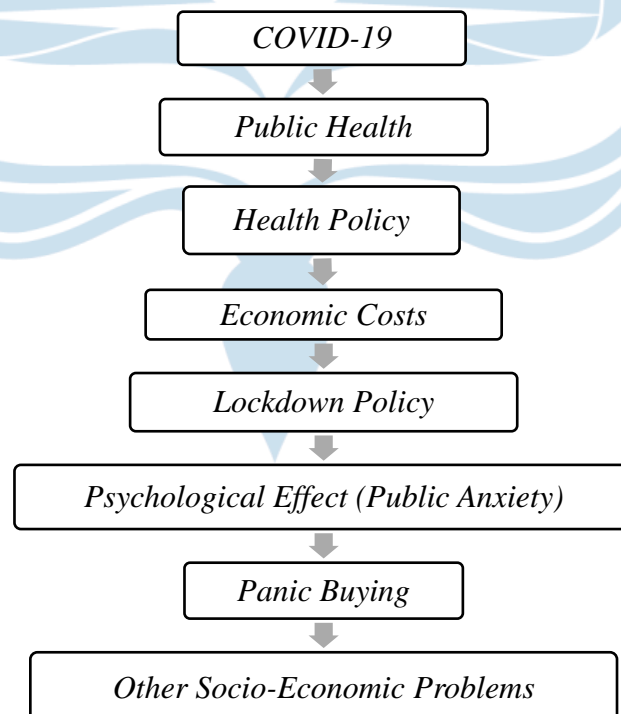 COVID-19
Public Health
Health Policy
Economic Costs
Lockdown Policy
Psychological Effect (Public Anxiety)
Panic Buying
Other Socio-Economic Problems